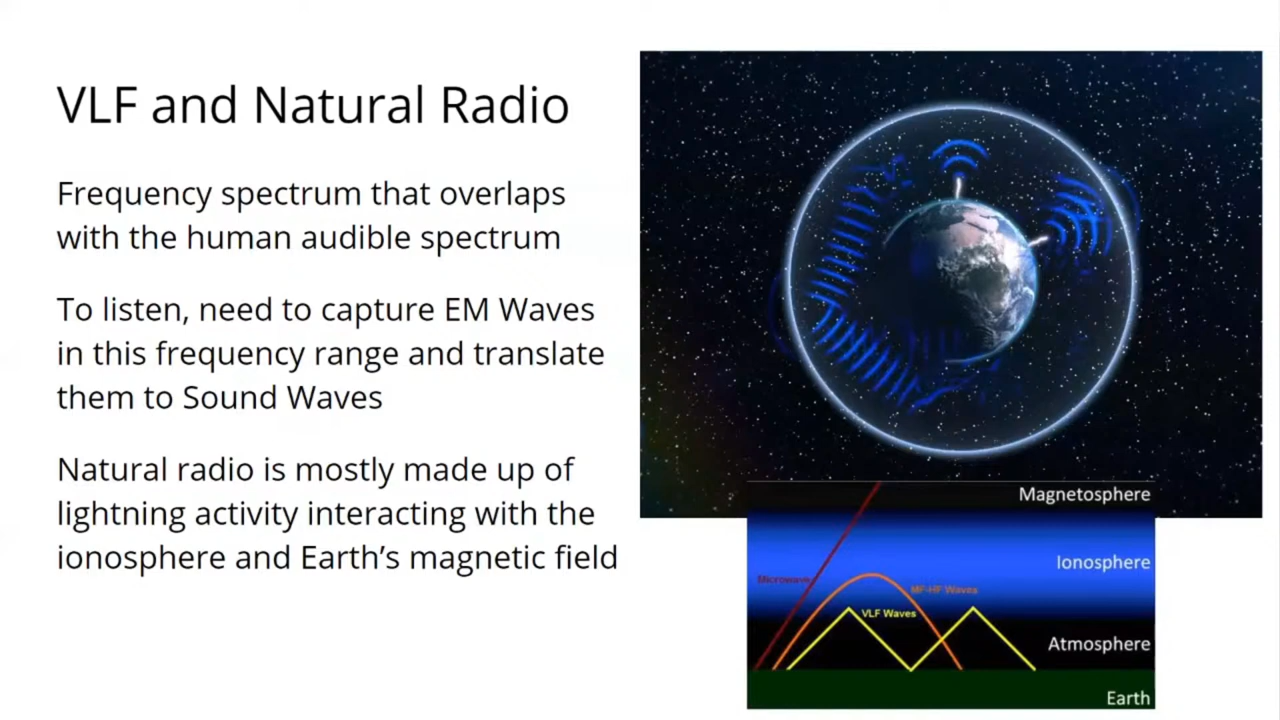 VLF and Natural Radio
Frequency spectrum that overlaps
with the human audible spectrum
To listen, need to capture EM Waves
in this frequency range and translate
them to Sound Waves
Natural radio is mostly made up of
lightning activity interacting with the
ionosphere and Earth’s magnetic field
Magnetosphere
Ionosphere
Microwave
MF-HF Waves
VLF Waves
Atmosphere
Earth